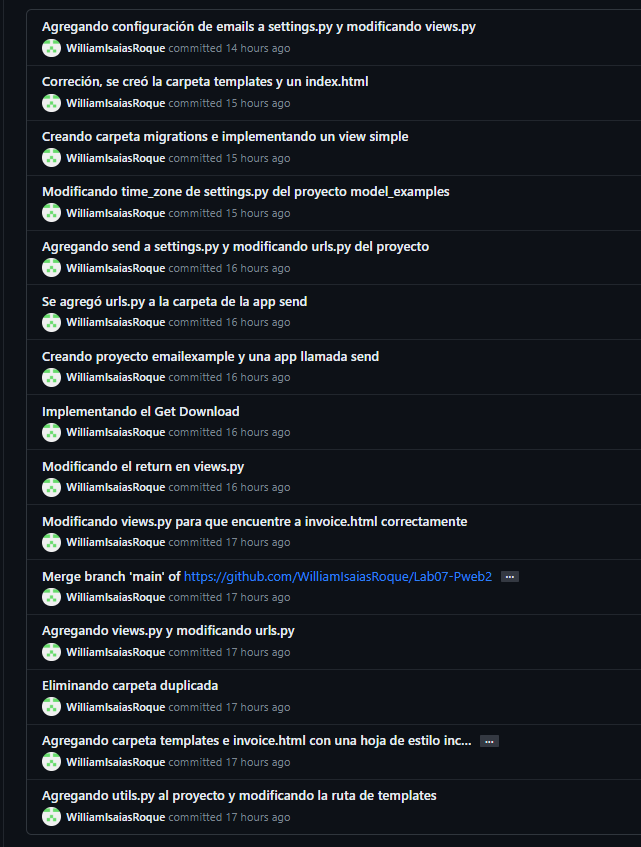 Agregando configuración de emails a settings.py y modificando views.py
WilliamIsaiasRoque committed 14 hours ago
Correción, se creó la carpeta templates y un index.html
WilliamIsaiasRoque committed 15 hours ago
Creando carpeta migrations e implementando un view simple
WilliamIsaiasRoque committed 15 hours ago
Modificando time_zone de settings.py del proyecto model_examples
WilliamIsaiasRoque committed 15 hours ago
Agregando send a settings.py y modificando urls.py del proyecto
WilliamIsaiasRoque committed 16 hours ago
Se agregó urls.py a la carpeta de la app send
WilliamIsaiasRoque committed 16 hours ago
Creando proyecto emailexample y una app llamada send
WilliamIsaiasRoque committed 16 hours ago
Implementando el Get Download
WilliamIsaiasRoque committed 16 hours ago
Modificando el return en views.py
WilliamIsaiasRoque committed 16 hours ago
Modificando views.py para que encuentre a invoice.html correctamente
WilliamIsaiasRoque committed 17 hours ago
Merge branch 'main' of https://github.com/WilliamIsaiasRoque/Lab07-Pweb2 ...
WilliamIsaiasRoque committed 17 hours ago
Agregando views.py y modificando urls.py
WilliamIsaiasRoque committed 17 hours ago
Eliminando carpeta duplicada
WilliamIsaiasRoque committed 17 hours ago
Agregando carpeta templates e invoice.html con una hoja de estilo inc... ...
WilliamIsaiasRoque committed 17 hours ago
Agregando utils.py al proyecto y modificando la ruta de templates
WilliamIsaiasRoque committed 17 hours ago